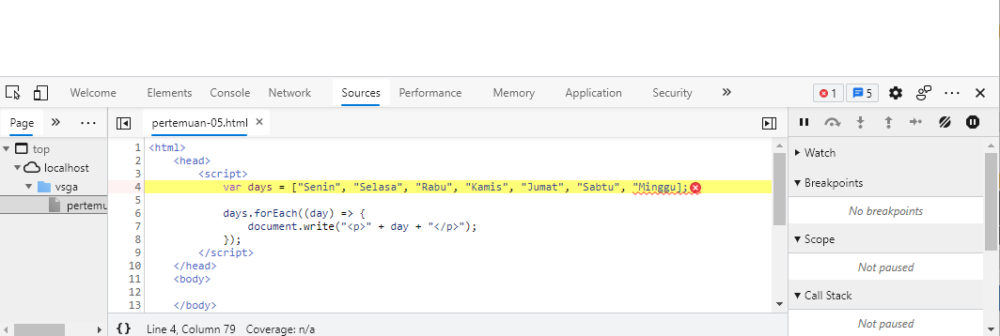 Welcome Elements Console Network Sources Performance Memory Application Security » 1 5 ⋯ ×
Page » ⋯ pertemuan-05.html ×
top
localhost
vsga
pertemu
1 <html>
2 <head>
3 <script>
4 var days = ["Senin", "Selasa", "Rabu", "Kamis", "Jumat", "Sabtu", "Minggu];
5
6 days.forEach((day) => {
7 document.write("<p>" + day + "</p>");
8 });
9 </script>
10 </head>
11 <body>
12
13 </body>
{} Line 4, Column 79 Coverage: n/a
Watch
Breakpoints
No breakpoints
Scope
Not paused
Call Stack
Not paused